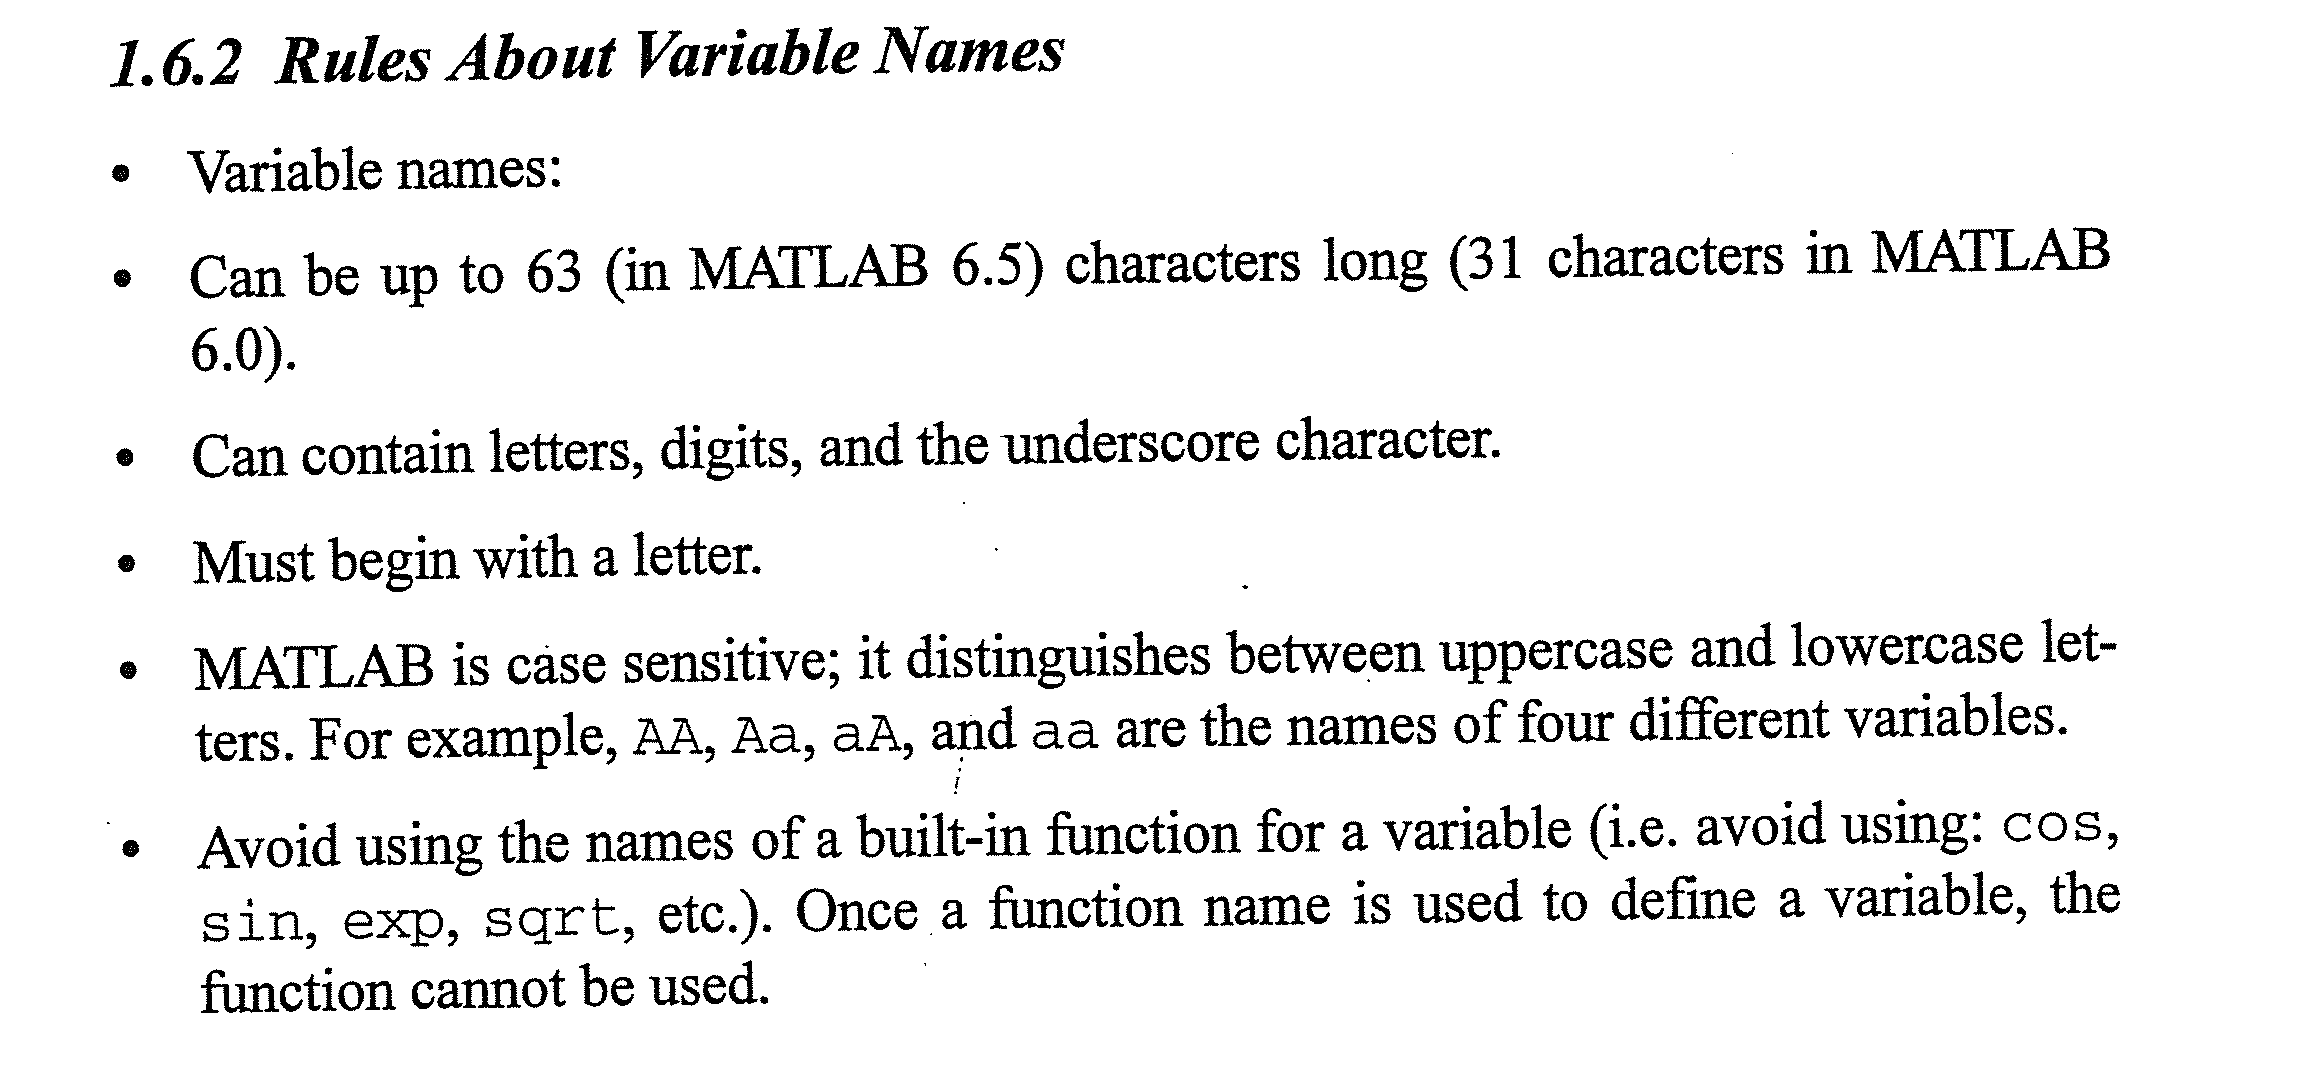 1.6.2 Rules About Variable Names
• Variable names:
• Can be up to 63 (in MATLAB 6.5) characters long (31 characters in MATLAB
6.0).
• Can contain letters, digits, and the underscore character.
• Must begin with a letter.
• MATLAB is case sensitive; it distinguishes between uppercase and lowercase let-
ters. For example, AA, Aa, aA, and aa are the names of four different variables.
• Avoid using the names of a built-in function for a variable (i.e. avoid using: cos,
sin, exp, sqrt, etc.). Once a function name is used to define a variable, the
function cannot be used.